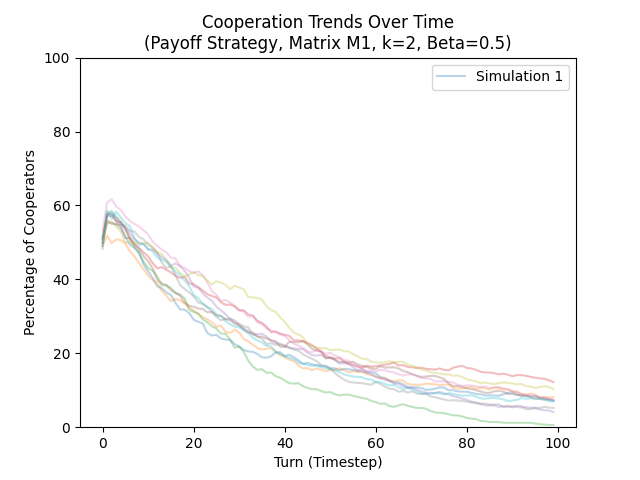 Cooperation Trends Over Time
(Payoff Strategy, Matrix M1, k=2, Beta=0.5)
Simulation 1
Percentage of Cooperators
100
80
60
40
20
0
0 20 40 60 80 100
Turn (Timestep)